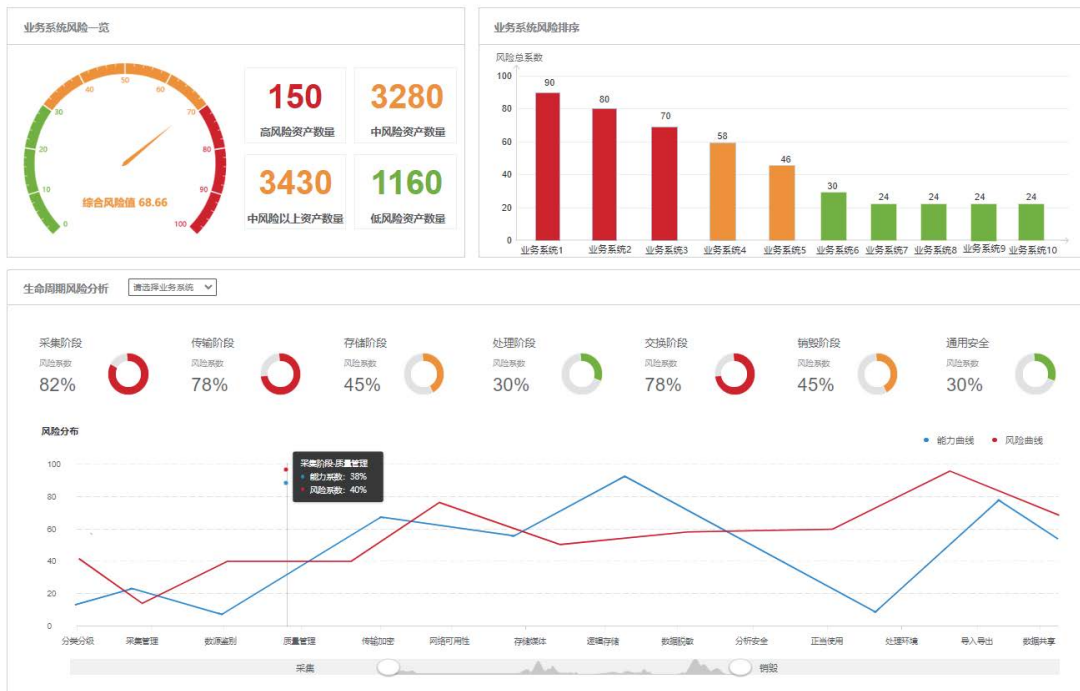 业务系统风险一览
0
10
20
30
40
50
60
70
80
90
100
综合风险值 68.66
150
高风险资产数量
3280
中风险资产数量
3430
中风险以上资产数量
1160
低风险资产数量
业务系统风险排序
风险总系数
100
80
60
40
20
0
90
80
70
58
46
30
24
24
24
24
业务系统1
业务系统2
业务系统3
业务系统4
业务系统5
业务系统6
业务系统7
业务系统8
业务系统9
业务系统10
生命周期风险分析
请选择业务系统
采集阶段
风险系数
82%
传输阶段
风险系数
78%
存储阶段
风险系数
45%
处理阶段
风险系数
30%
交换阶段
风险系数
78%
销毁阶段
风险系数
45%
通用安全
风险系数
30%
风险分布
能力曲线
风险曲线
100
80
60
40
20
0
采集阶段-质量管理
能力系数：38%
风险系数：40%
分类分级
采集管理
数源鉴别
质量管理
传输加密
网络可用性
存储媒体
逻辑存储
数据脱敏
分析安全
正当使用
处理环境
导入导出
数据共享
采集
销毁